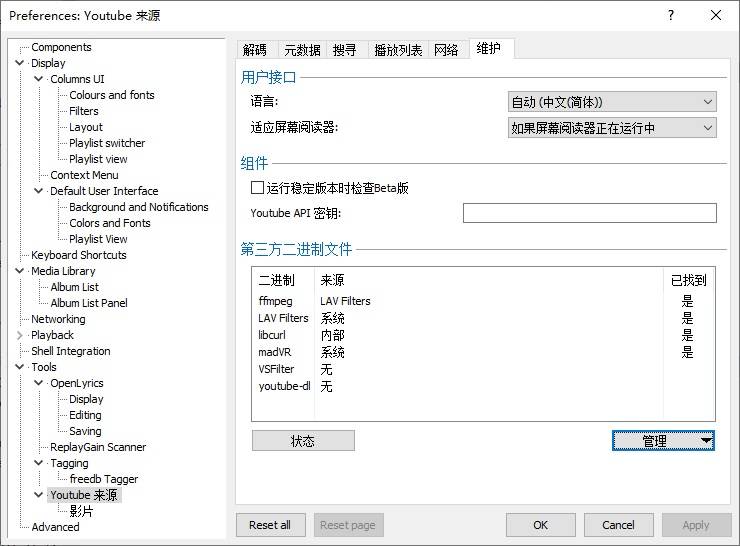 Preferences: Youtube 来源
Components
Display
Columns UI
Colours and fonts
Filters
Layout
Playlist switcher
Playlist view
Context Menu
Default User Interface
Background and Notifications
Colors and Fonts
Playlist View
Keyboard Shortcuts
Media Library
Album List
Album List Panel
Networking
Playback
Shell Integration
Tools
OpenLyrics
Display
Editing
Saving
ReplayGain Scanner
Tagging
freedb Tagger
Youtube 来源
影片
Advanced
解碼 元数据 搜寻 播放列表 网络 维护
用户接口
语言: 自动 (中文(简体))
适应屏幕阅读器: 如果屏幕阅读器正在运行中
组件
运行稳定版本时检查Beta版
Youtube API 密钥:
第三方二进制文件
二进制 来源 已找到
ffmpeg LAV Filters 是
LAV Filters 系统 是
libcurl 内部 是
madVR 系统 是
VSFilter 无
youtube-dl 无
状态 管理
Reset all Reset page OK Cancel Apply